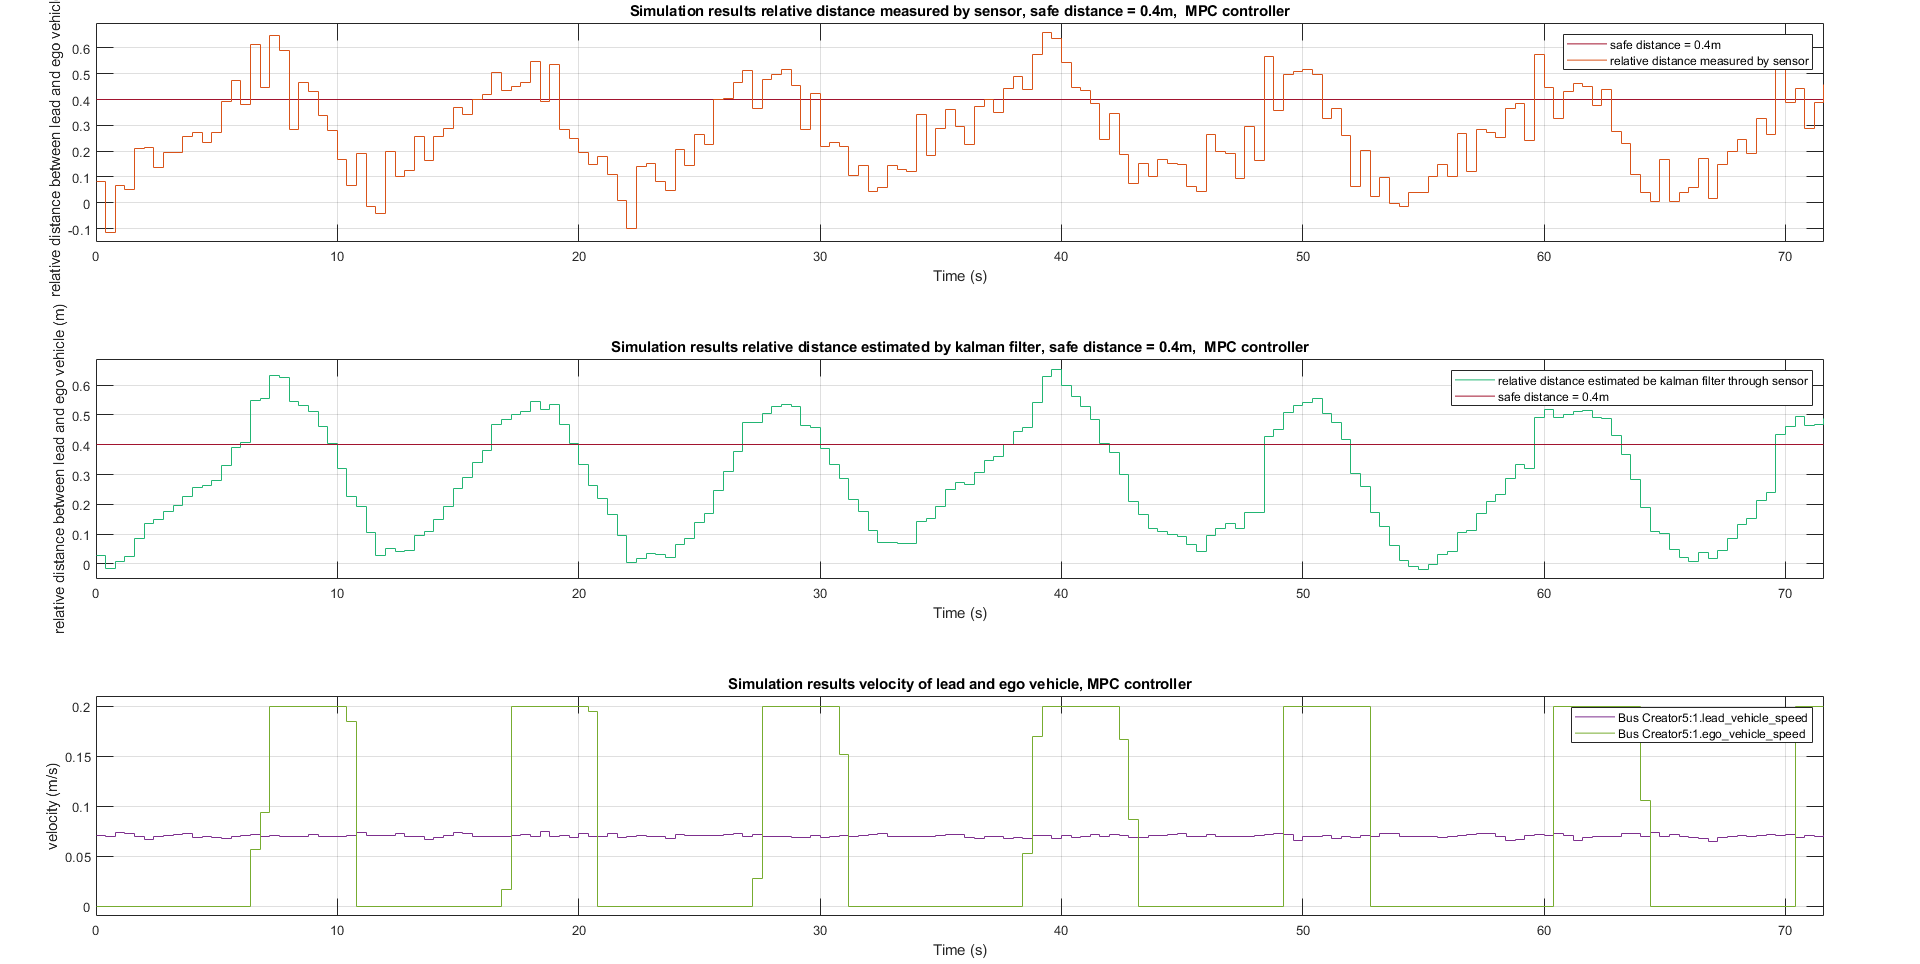 Simulation results relative distance measured by sensor, safe distance = 0.4m, MPC controller
relative distance between lead and ego vehicle
0.6
0.5
0.4
0.3
0.2
0.1
0
-0.1
safe distance = 0.4m
relative distance measured by sensor
0 10 20 30 40 50 60 70
Time (s)
Simulation results relative distance estimated by kalman filter, safe distance = 0.4m, MPC controller
relative distance between lead and ego vehicle (m)
0.6
0.5
0.4
0.3
0.2
0.1
0
relative distance estimated be kalman filter through sensor
safe distance = 0.4m
0 10 20 30 40 50 60 70
Time (s)
Simulation results velocity of lead and ego vehicle, MPC controller
velocity (m/s)
0.2
0.15
0.1
0.05
0
Bus Creator5:1.lead_vehicle_speed
Bus Creator5:1.ego_vehicle_speed
0 10 20 30 40 50 60 70
Time (s)